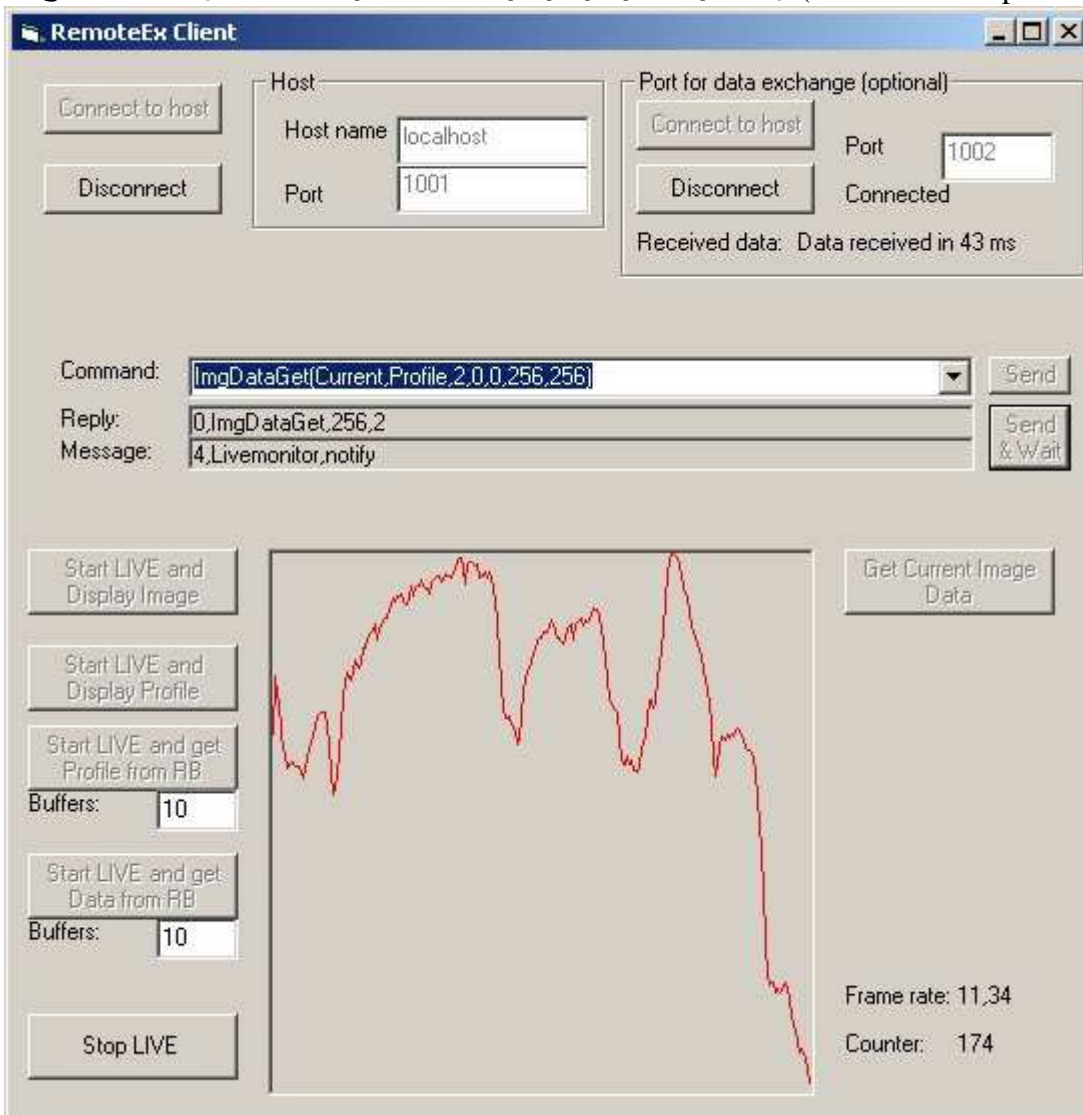 RemoteEx Client
Connect to host
Disconnect
Host
Host name
localhost
Port
1001
Port for data exchange (optional)
Connect to host
Port
1002
Disconnect
Connected
Received data: Data received in 43 ms
Command:
ImgDataGet(Current,Profile,2,0,0,256,256)
Send
Reply:
0,ImgDataGet,256,2
Message:
4,Livemonitor,notify
Send
& Wait
Start LIVE and
Display Image
Start LIVE and
Display Profile
Start LIVE and get
Profile from RB
Buffers:
10
Start LIVE and get
Data from RB
Buffers:
10
Stop LIVE
Get Current Image
Data
Frame rate: 11,34
Counter: 174